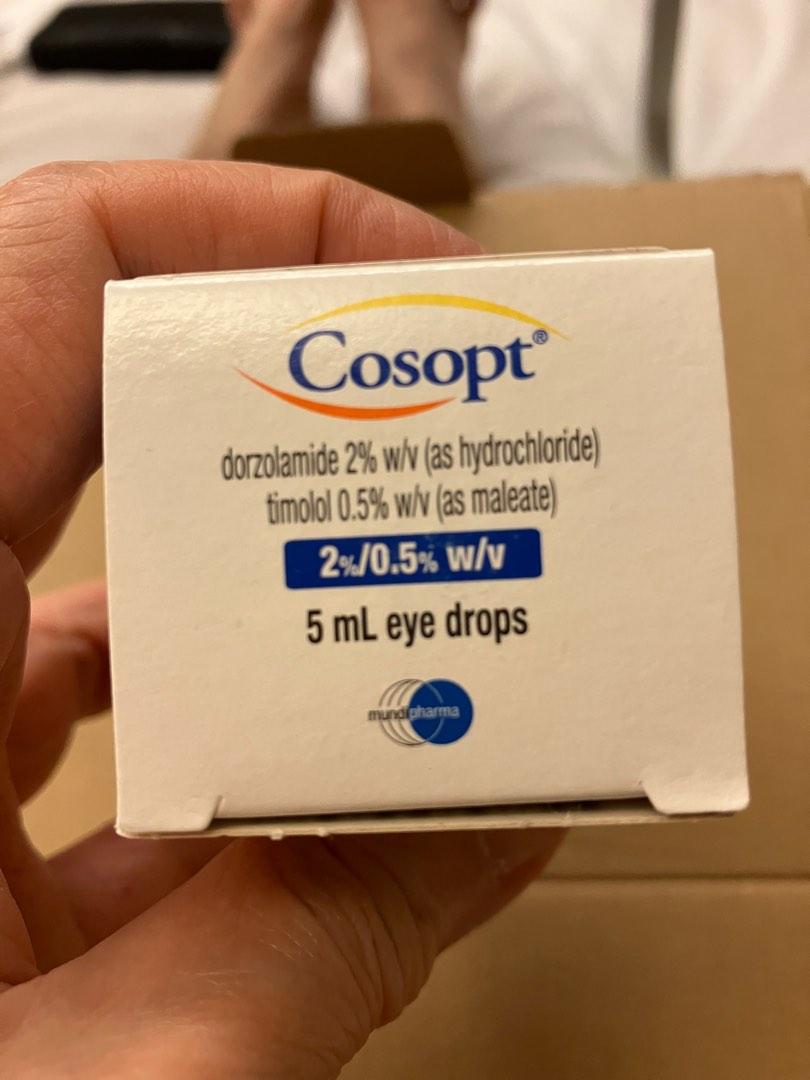 Cosopt®
dorzolamide 2% w/v (as hydrochloride)
timolol 0.5% w/v (as maleate)
2%/0.5% w/v
5 mL eye drops
mundipharma